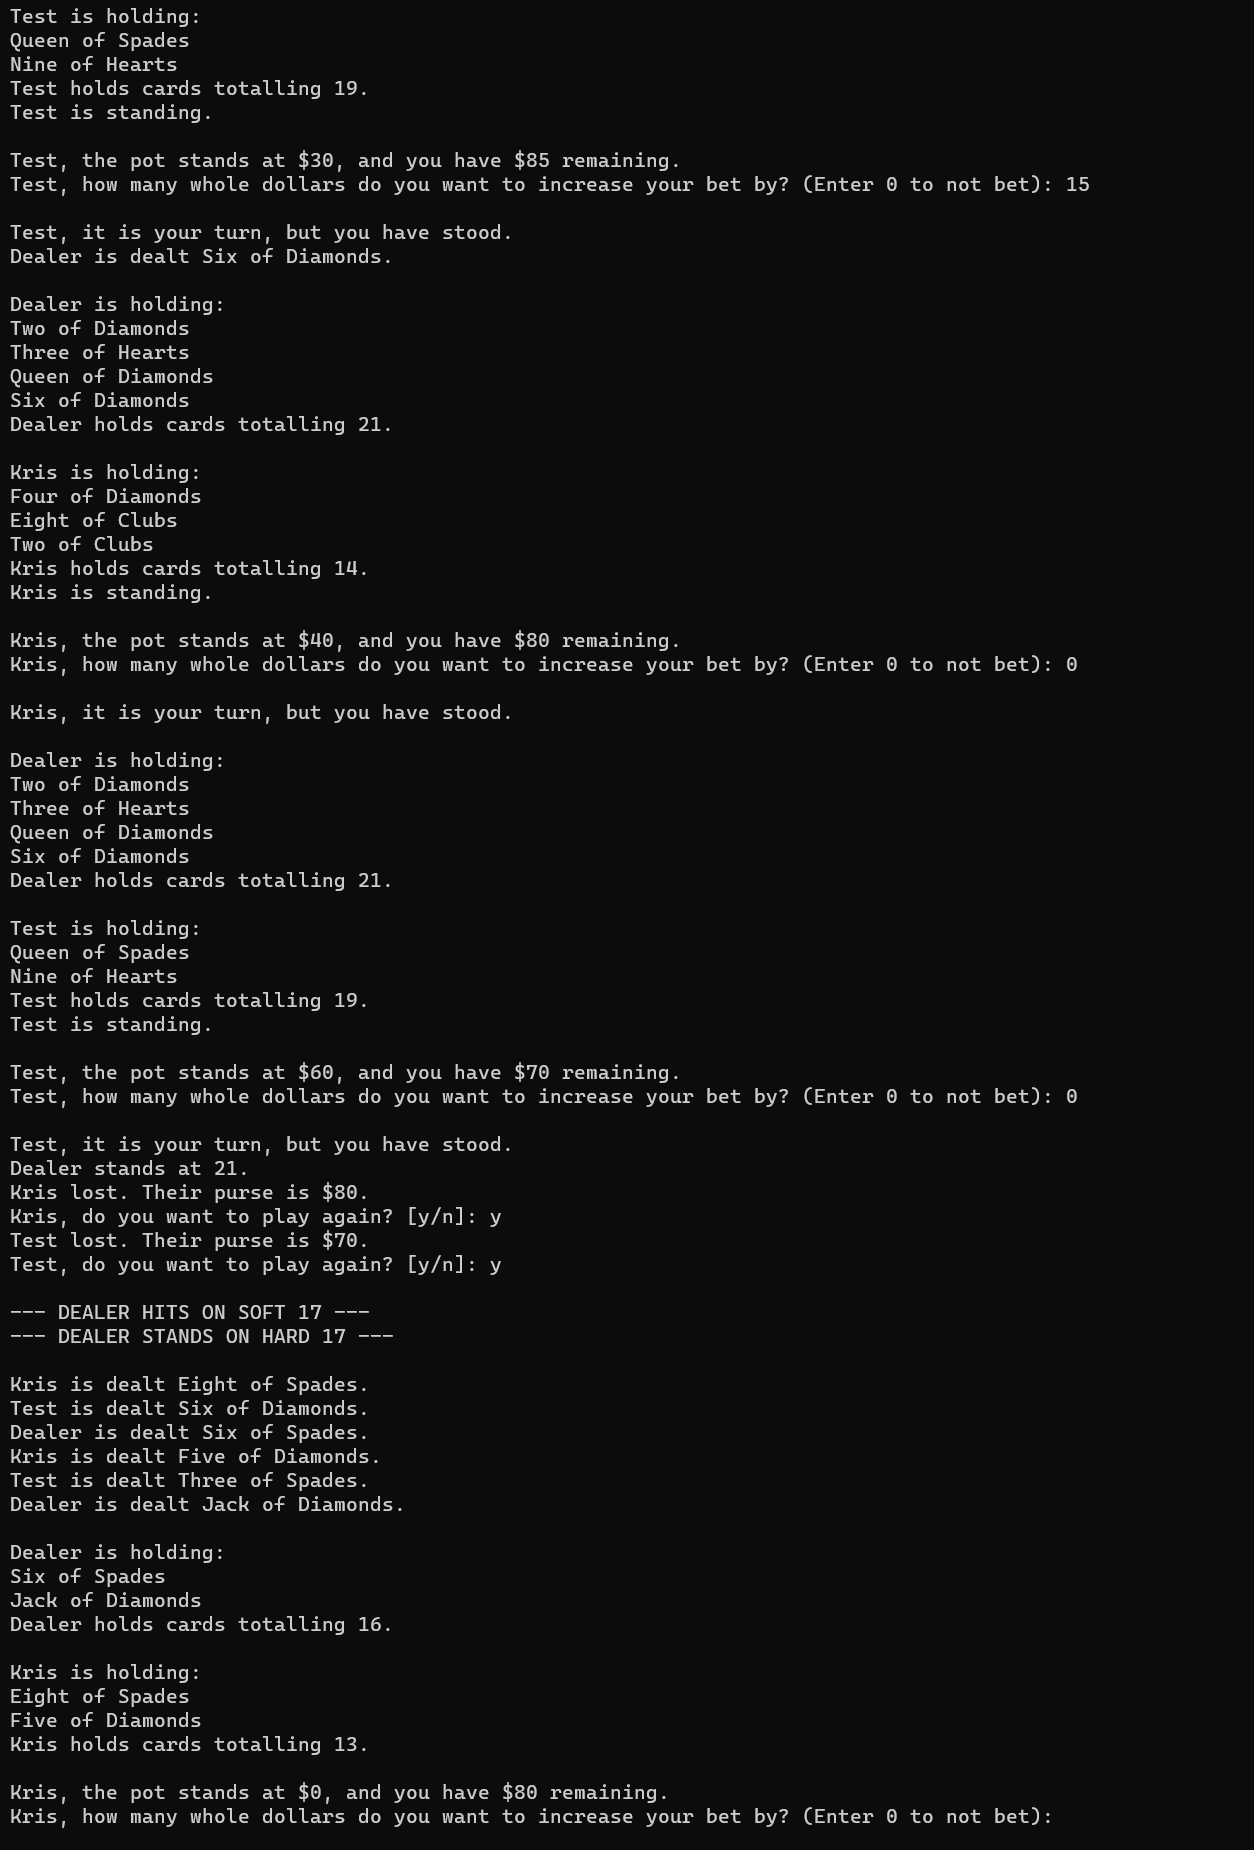 Test is holding:
Queen of Spades
Nine of Hearts
Test holds cards totalling 19.
Test is standing.
Test, the pot stands at $30, and you have $85 remaining.
Test, how many whole dollars do you want to increase your bet by? (Enter 0 to not bet): 15
Test, it is your turn, but you have stood.
Dealer is dealt Six of Diamonds.
Dealer is holding:
Two of Diamonds
Three of Hearts
Queen of Diamonds
Six of Diamonds
Dealer holds cards totalling 21.
Kris is holding:
Four of Diamonds
Eight of Clubs
Two of Clubs
Kris holds cards totalling 14.
Kris is standing.
Kris, the pot stands at $40, and you have $80 remaining.
Kris, how many whole dollars do you want to increase your bet by? (Enter 0 to not bet): 0
Kris, it is your turn, but you have stood.
Dealer is holding:
Two of Diamonds
Three of Hearts
Queen of Diamonds
Six of Diamonds
Dealer holds cards totalling 21.
Test is holding:
Queen of Spades
Nine of Hearts
Test holds cards totalling 19.
Test is standing.
Test, the pot stands at $60, and you have $70 remaining.
Test, how many whole dollars do you want to increase your bet by? (Enter 0 to not bet): 0
Test, it is your turn, but you have stood.
Dealer stands at 21.
Kris lost. Their purse is $80.
Kris, do you want to play again? [y/n]: y
Test lost. Their purse is $70.
Test, do you want to play again? [y/n]: y
--- DEALER HITS ON SOFT 17 ---
--- DEALER STANDS ON HARD 17 ---
Kris is dealt Eight of Spades.
Test is dealt Six of Diamonds.
Dealer is dealt Six of Spades.
Kris is dealt Five of Diamonds.
Test is dealt Three of Spades.
Dealer is dealt Jack of Diamonds.
Dealer is holding:
Six of Spades
Jack of Diamonds
Dealer holds cards totalling 16.
Kris is holding:
Eight of Spades
Five of Diamonds
Kris holds cards totalling 13.
Kris, the pot stands at $0, and you have $80 remaining.
Kris, how many whole dollars do you want to increase your bet by? (Enter 0 to not bet):